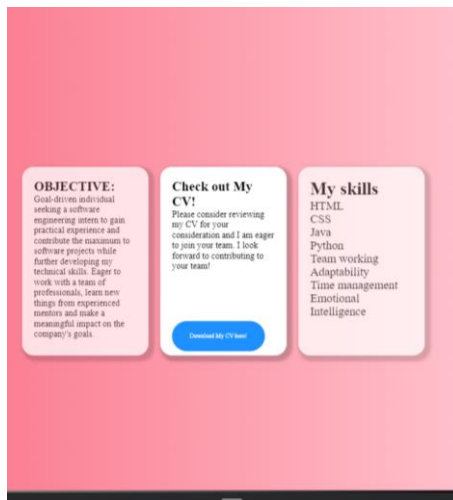 OBJECTIVE:
Goal-driven individual
seeking a software
engineering intern to gain
practical experience and
contribute the maximum to
software projects while
further developing my
technical skills. Eager to
work with a team of
professionals, learn new
things from experienced
mentors and make a
meaningful impact on the
company's goals.
Check out My
CV!
Please consider reviewing
my CV for your
consideration and I am eager
to join your team. I look
forward to contributing to
your team!
Download My CV here!
My skills
HTML
CSS
Java
Python
Team working
Adaptability
Time management
Emotional
Intelligence